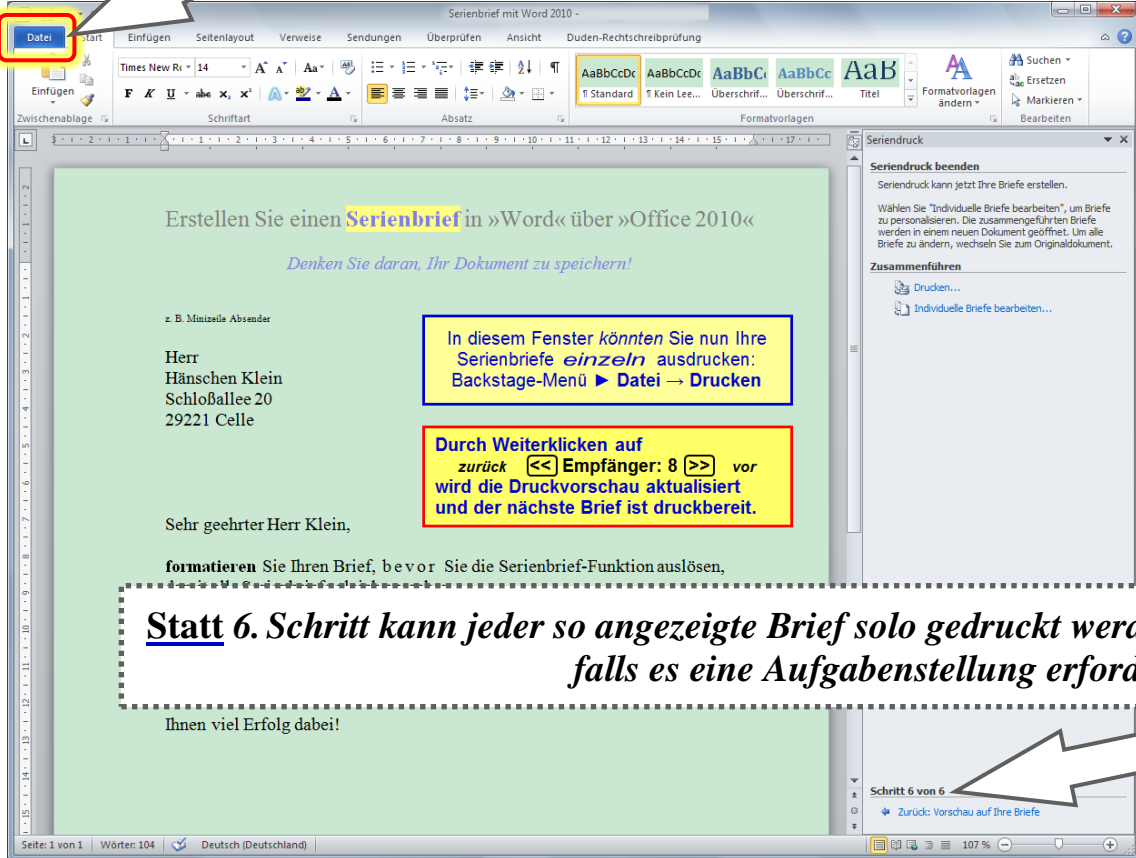 Serienbrief mit Word 2010 -
Datei Start Einfügen Seitenlayout Verweise Sendungen Überprüfen Ansicht Duden-Rechtschreibprüfung
Times New Ro 14
Einfügen
F K U abe x₂ x²
AaBbCcDc AaBbCcDc AaBbC AaBbCc AaB
¶ Standard ¶ Kein Lee... Überschrif... Überschrif... Titel
Formatvorlagen ändern
Suchen
Ersetzen
Markieren
Zwischenablage Schriftart Absatz Formatvorlagen Bearbeiten
Erstellen Sie einen Serienbrief in »Word« über »Office 2010«
Denken Sie daran, Ihr Dokument zu speichern!
z. B. Minizeile Absender
Herr
Hänschen Klein
Schloßallee 20
29221 Celle
In diesem Fenster könnten Sie nun Ihre
Serienbriefe einzeln ausdrucken:
Backstage-Menü ► Datei → Drucken
Durch Weiterklicken auf
zurück << Empfänger: 8 >> vor
wird die Druckvorschau aktualisiert
und der nächste Brief ist druckbereit.
Sehr geehrter Herr Klein,
formatieren Sie Ihren Brief, b e v o r Sie die Serienbrief-Funktion auslösen,
Statt 6. Schritt kann jeder so angezeigte Brief solo gedruckt werd
falls es eine Aufgabenstellung erford
Ihnen viel Erfolg dabei!
Seriendruck
Seriendruck beenden
Seriendruck kann jetzt Ihre Briefe erstellen.
Wählen Sie "Individuelle Briefe bearbeiten", um Briefe
zu personalisieren. Die zusammengeführten Briefe
werden in einem neuen Dokument geöffnet. Um alle
Briefe zu ändern, wechseln Sie zum Originaldokument.
Zusammenführen
Drucken...
Individuelle Briefe bearbeiten...
Schritt 6 von 6
Zurück: Vorschau auf Ihre Briefe
Seite: 1 von 1 Wörter: 104 Deutsch (Deutschland) 107 %